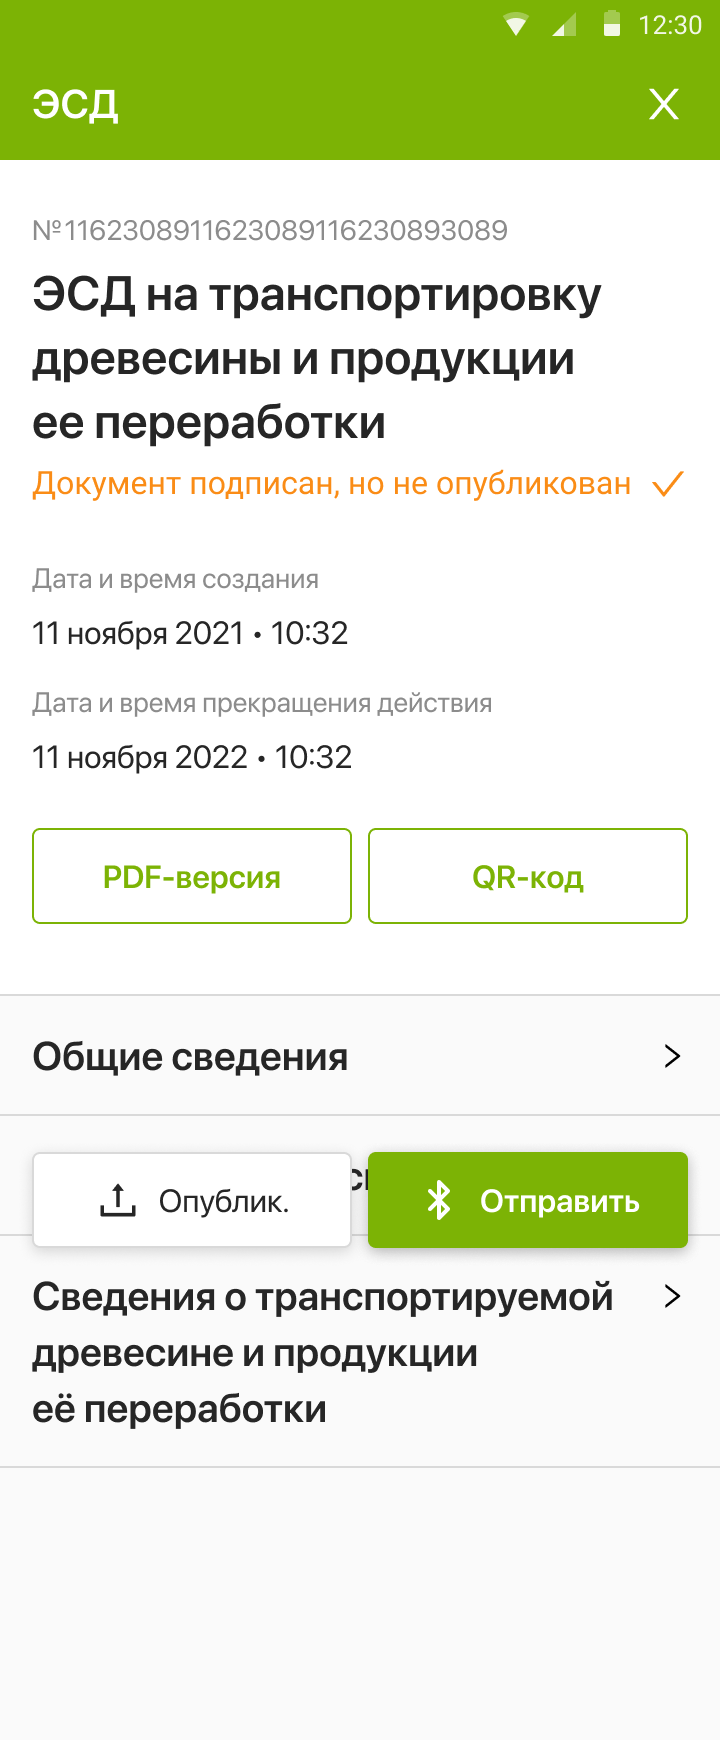 12:30
ЭСД
№1162308911623089116230893089
ЭСД на транспортировку
древесины и продукции
ее переработки
Документ подписан, но не опубликован
Дата и время создания
11 ноября 2021 • 10:32
Дата и время прекращения действия
11 ноября 2022 • 10:32
PDF-версия
QR-код
Общие сведения
Опублик.
Отправить
Сведения о транспортируемой
древесине и продукции
её переработки